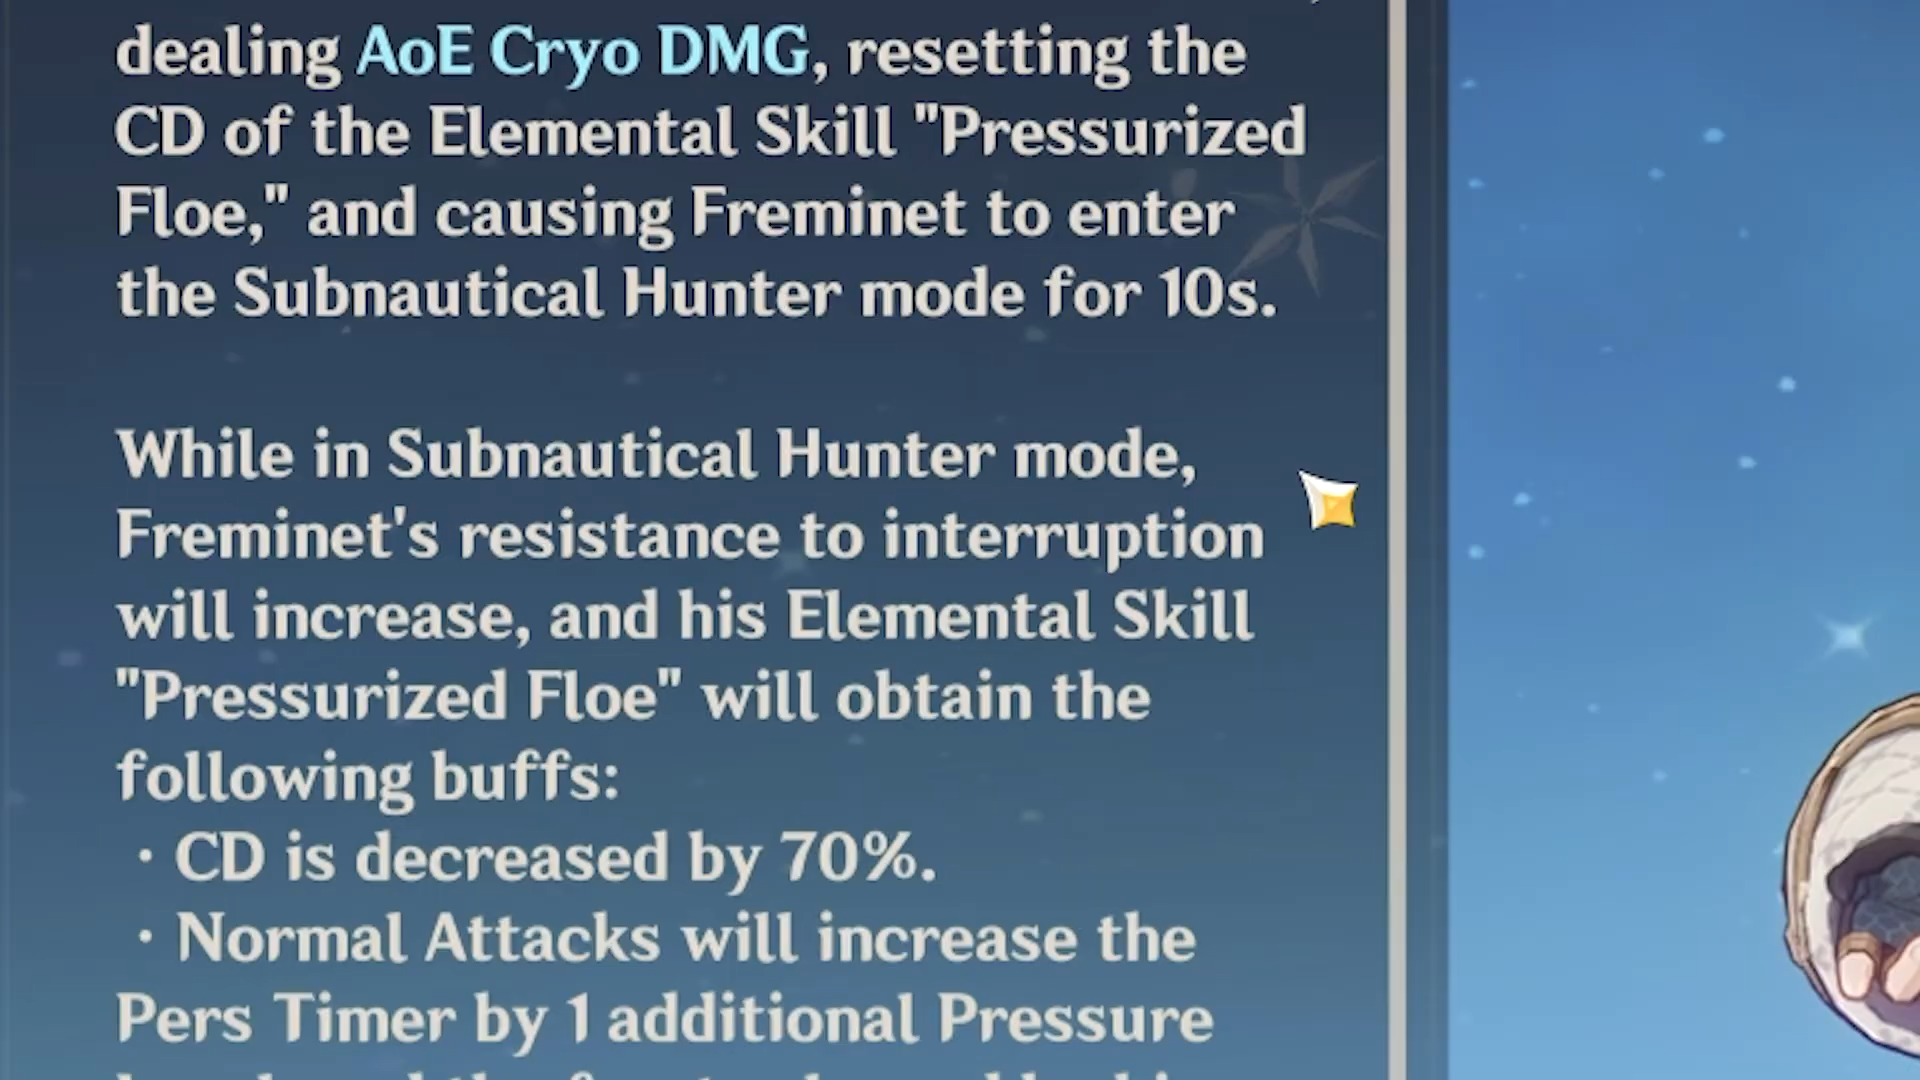 dealing AoE Cryo DMG, resetting the
CD of the Elemental Skill "Pressurized
Floe," and causing Freminet to enter
the Subnautical Hunter mode for 10s.
While in Subnautical Hunter mode,
Freminet's resistance to interruption
will increase, and his Elemental Skill
"Pressurized Floe" will obtain the
following buffs:
· CD is decreased by 70%.
· Normal Attacks will increase the
Pers Timer by 1 additional Pressure